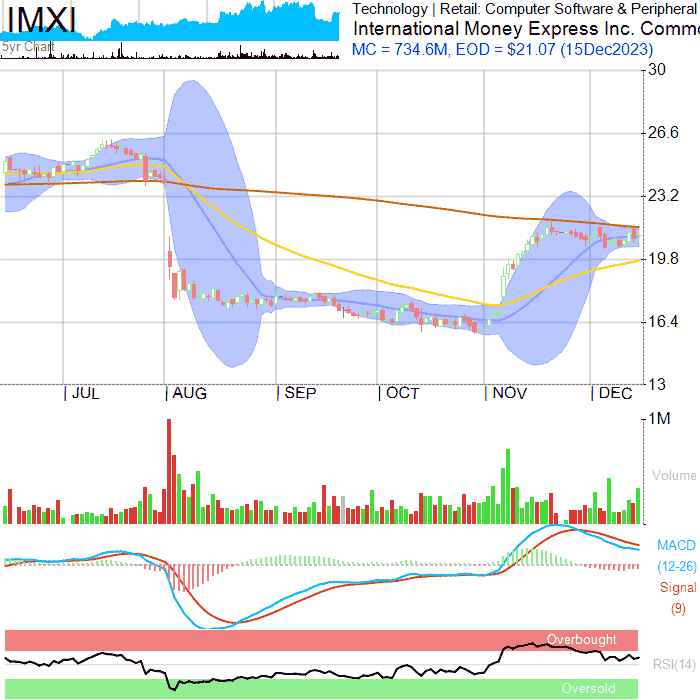 IMXI
5yr Chart
Technology | Retail: Computer Software & Peripheral
International Money Express Inc. Commo
MC = 734.6M, EOD = $21.07 (15Dec2023)
30
26.6
23.2
19.8
16.4
13
| JUL
| AUG
| SEP
| OCT
| NOV
| DEC
1M
Volume
MACD
(12-26)
Signal
(9)
Overbought
RSI(14)
Oversold